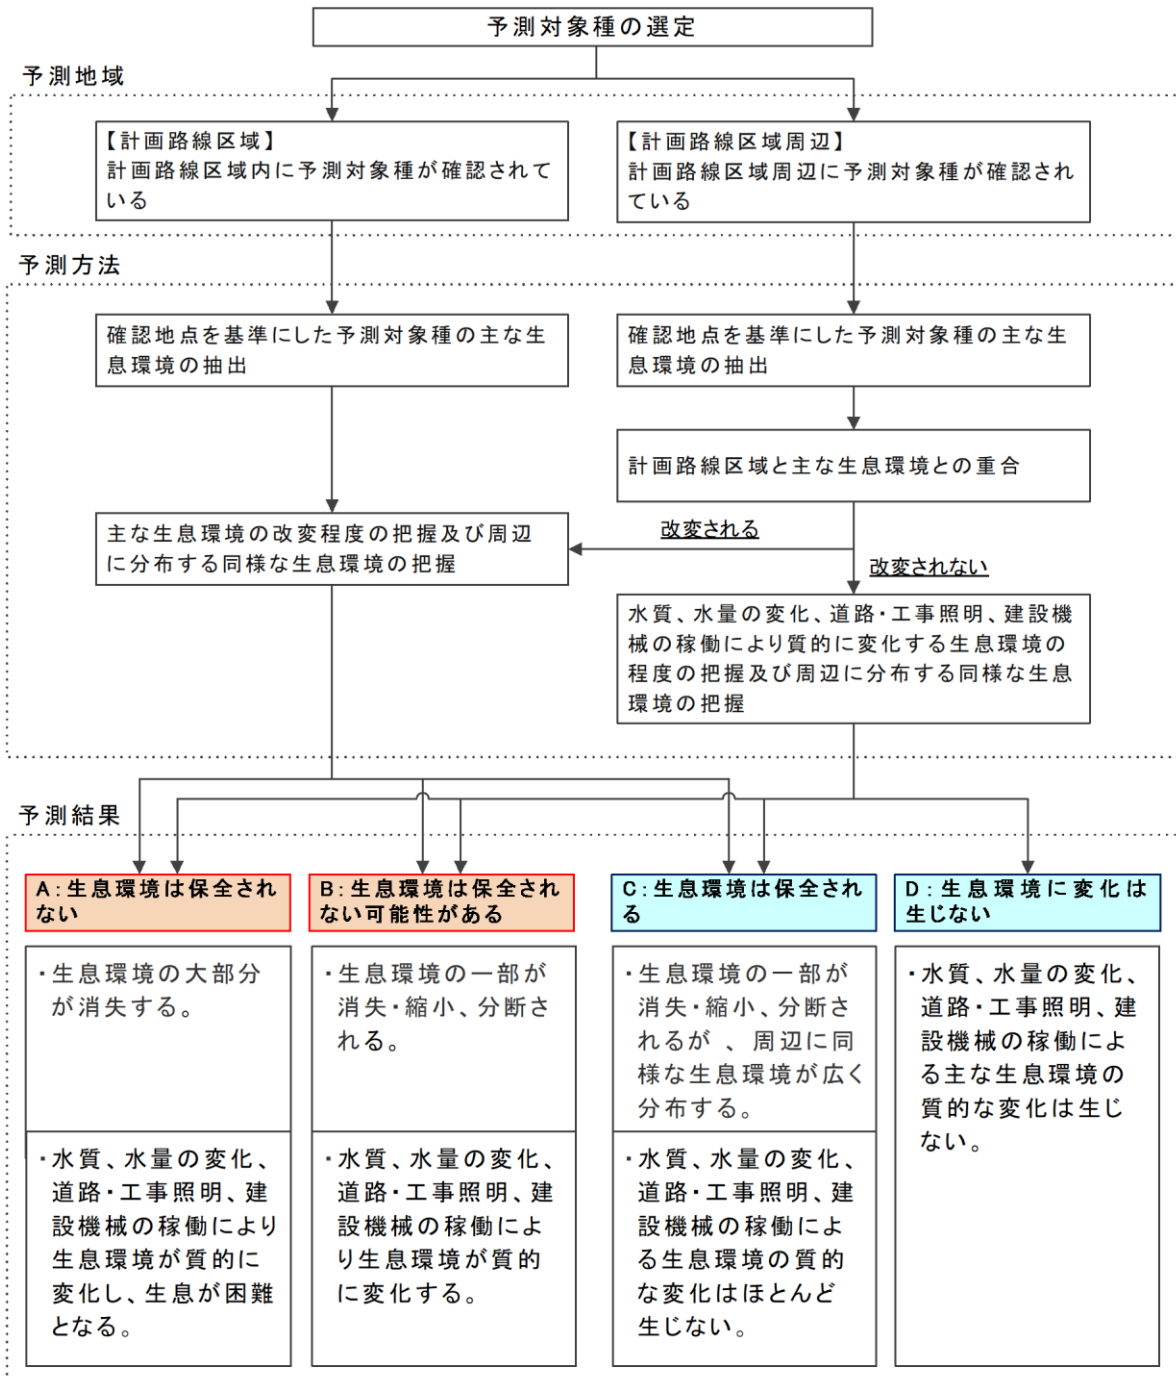 予測対象種の選定
予測地域
【計画路線区域】
計画路線区域内に予測対象種が確認されて
いる
【計画路線区域周辺】
計画路線区域周辺に予測対象種が確認され
ている
予測方法
確認地点を基準にした予測対象種の主な生
息環境の抽出
確認地点を基準にした予測対象種の主な生
息環境の抽出
計画路線区域と主な生息環境との重合
改変される
主な生息環境の改変程度の把握及び周辺
に分布する同様な生息環境の把握
改変されない
水質、水量の変化、道路・工事照明、建設機
械の稼働により質的に変化する生息環境の
程度の把握及び周辺に分布する同様な生息
環境の把握
予測結果
A：生息環境は保全され
ない
B：生息環境は保全され
ない可能性がある
C：生息環境は保全され
る
D：生息環境に変化は
生じない
・生息環境の大部分
が消失する。
・生息環境の一部が
消失・縮小、分断さ
れる。
・生息環境の一部が
消失・縮小、分断さ
れるが 、周辺に同
様な生息環境が広く
分布する。
・水質、水量の変化、
道路・工事照明、建
設機械の稼働によ
る主な生息環境の
質的な変化は生じ
ない。
・水質、水量の変化、
道路・工事照明、建
設機械の稼働により
生息環境が質的に
変化し、生息が困難
となる。
・水質、水量の変化、
道路・工事照明、建
設機械の稼働によ
り生息環境が質的
に変化する。
・水質、水量の変化、
道路・工事照明、建
設機械の稼働によ
る生息環境の質的
な変化はほとんど
生じない。